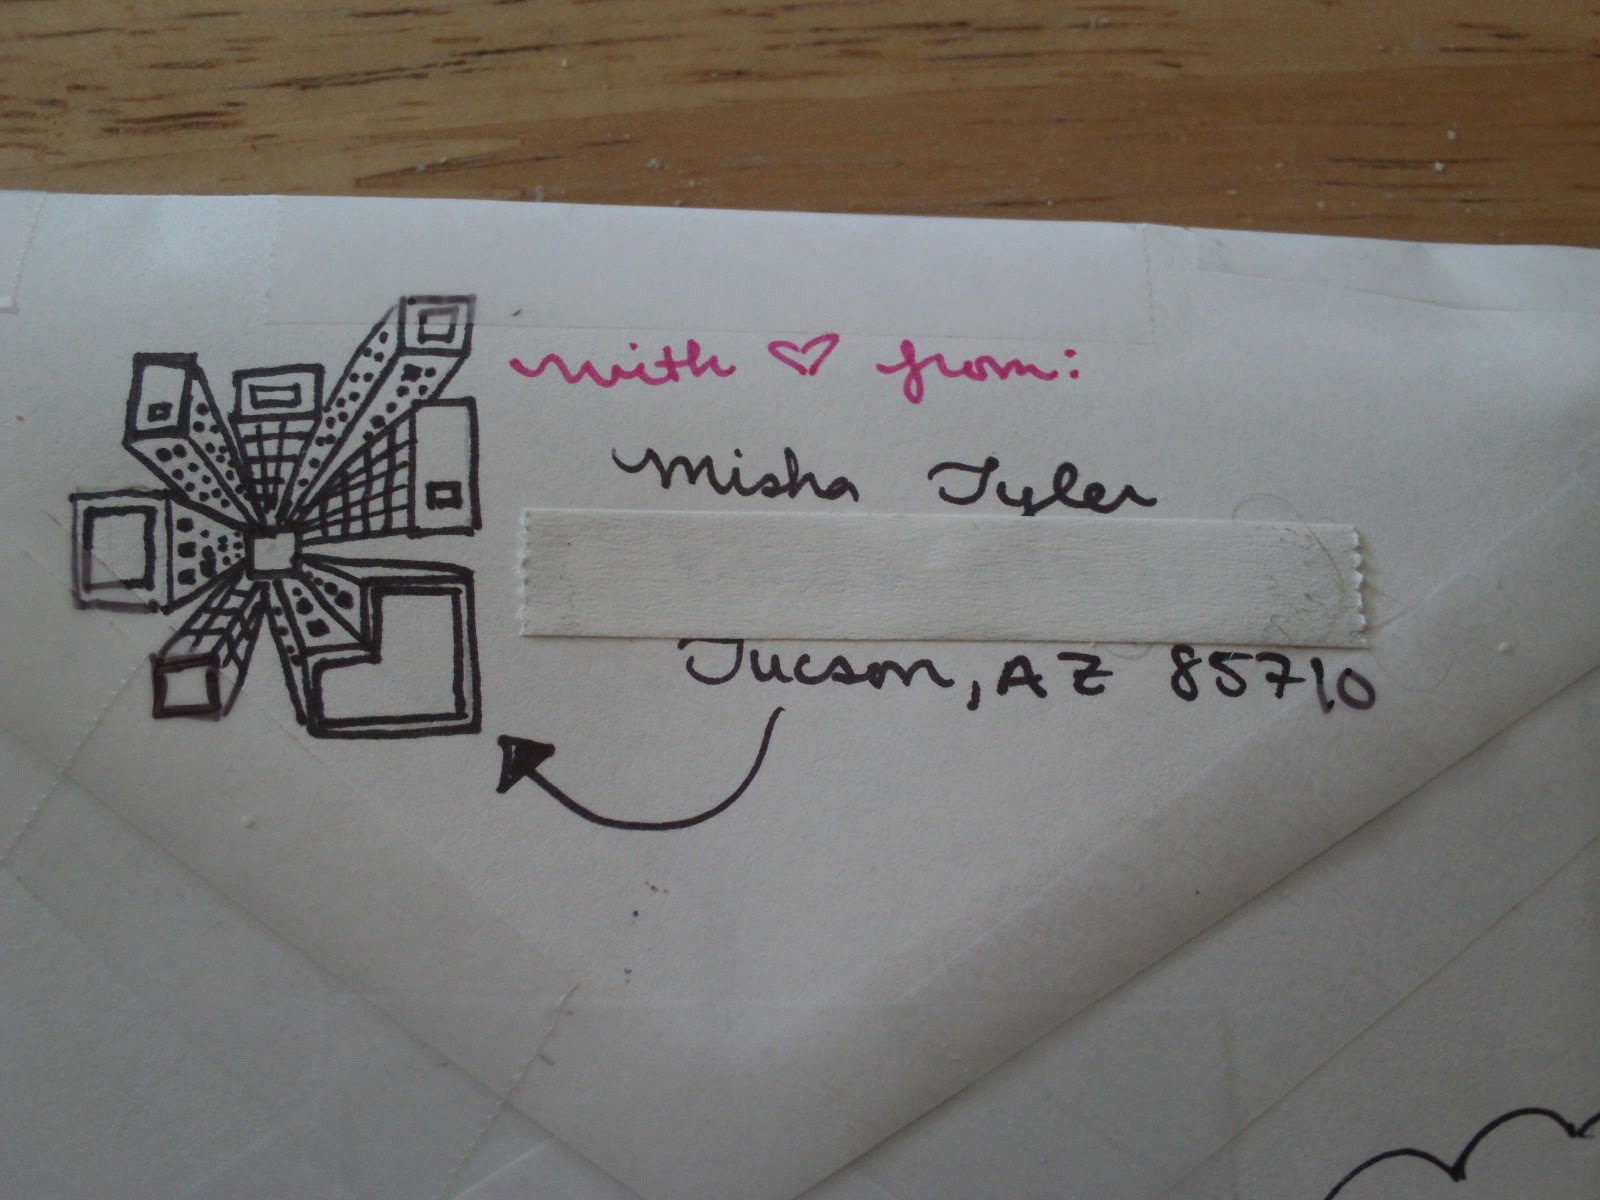 with ♡ from:
Misha Tyler
Tucson, AZ 85710